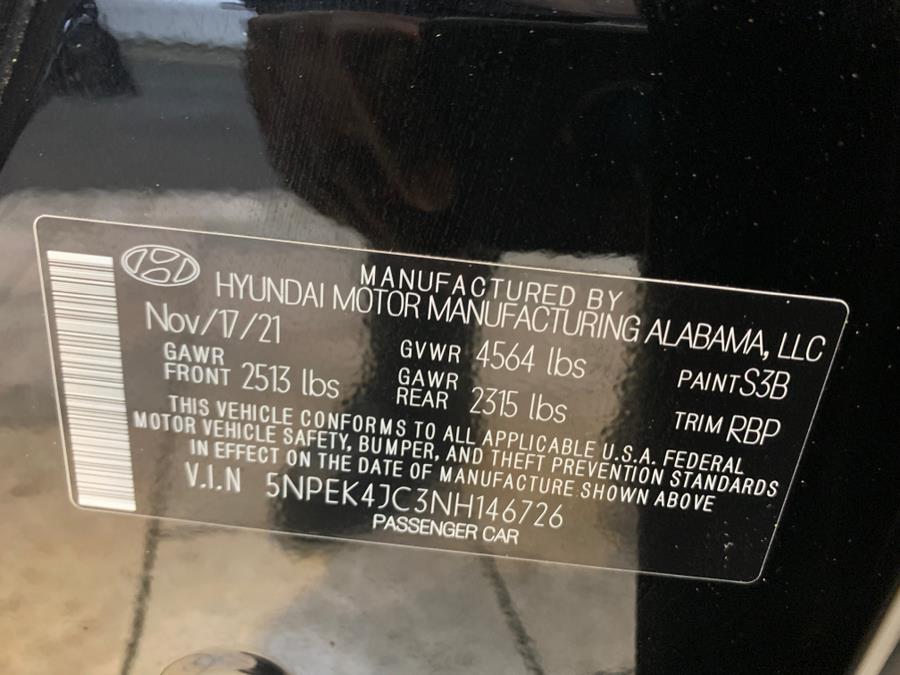 MANUFACTURED BY
HYUNDAI MOTOR MANUFACTURING ALABAMA, LLC
Nov/17/21
GVWR 4564 lbs
PAINT S3B
GAWR FRONT 2513 lbs
GAWR REAR 2315 lbs
TRIM RBP
THIS VEHICLE CONFORMS TO ALL APPLICABLE U.S.A. FEDERAL
MOTOR VEHICLE SAFETY, BUMPER, AND THEFT PREVENTION STANDARDS
IN EFFECT ON THE DATE OF MANUFACTURE SHOWN ABOVE
V.I.N 5NPEK4JC3NH146726
PASSENGER CAR